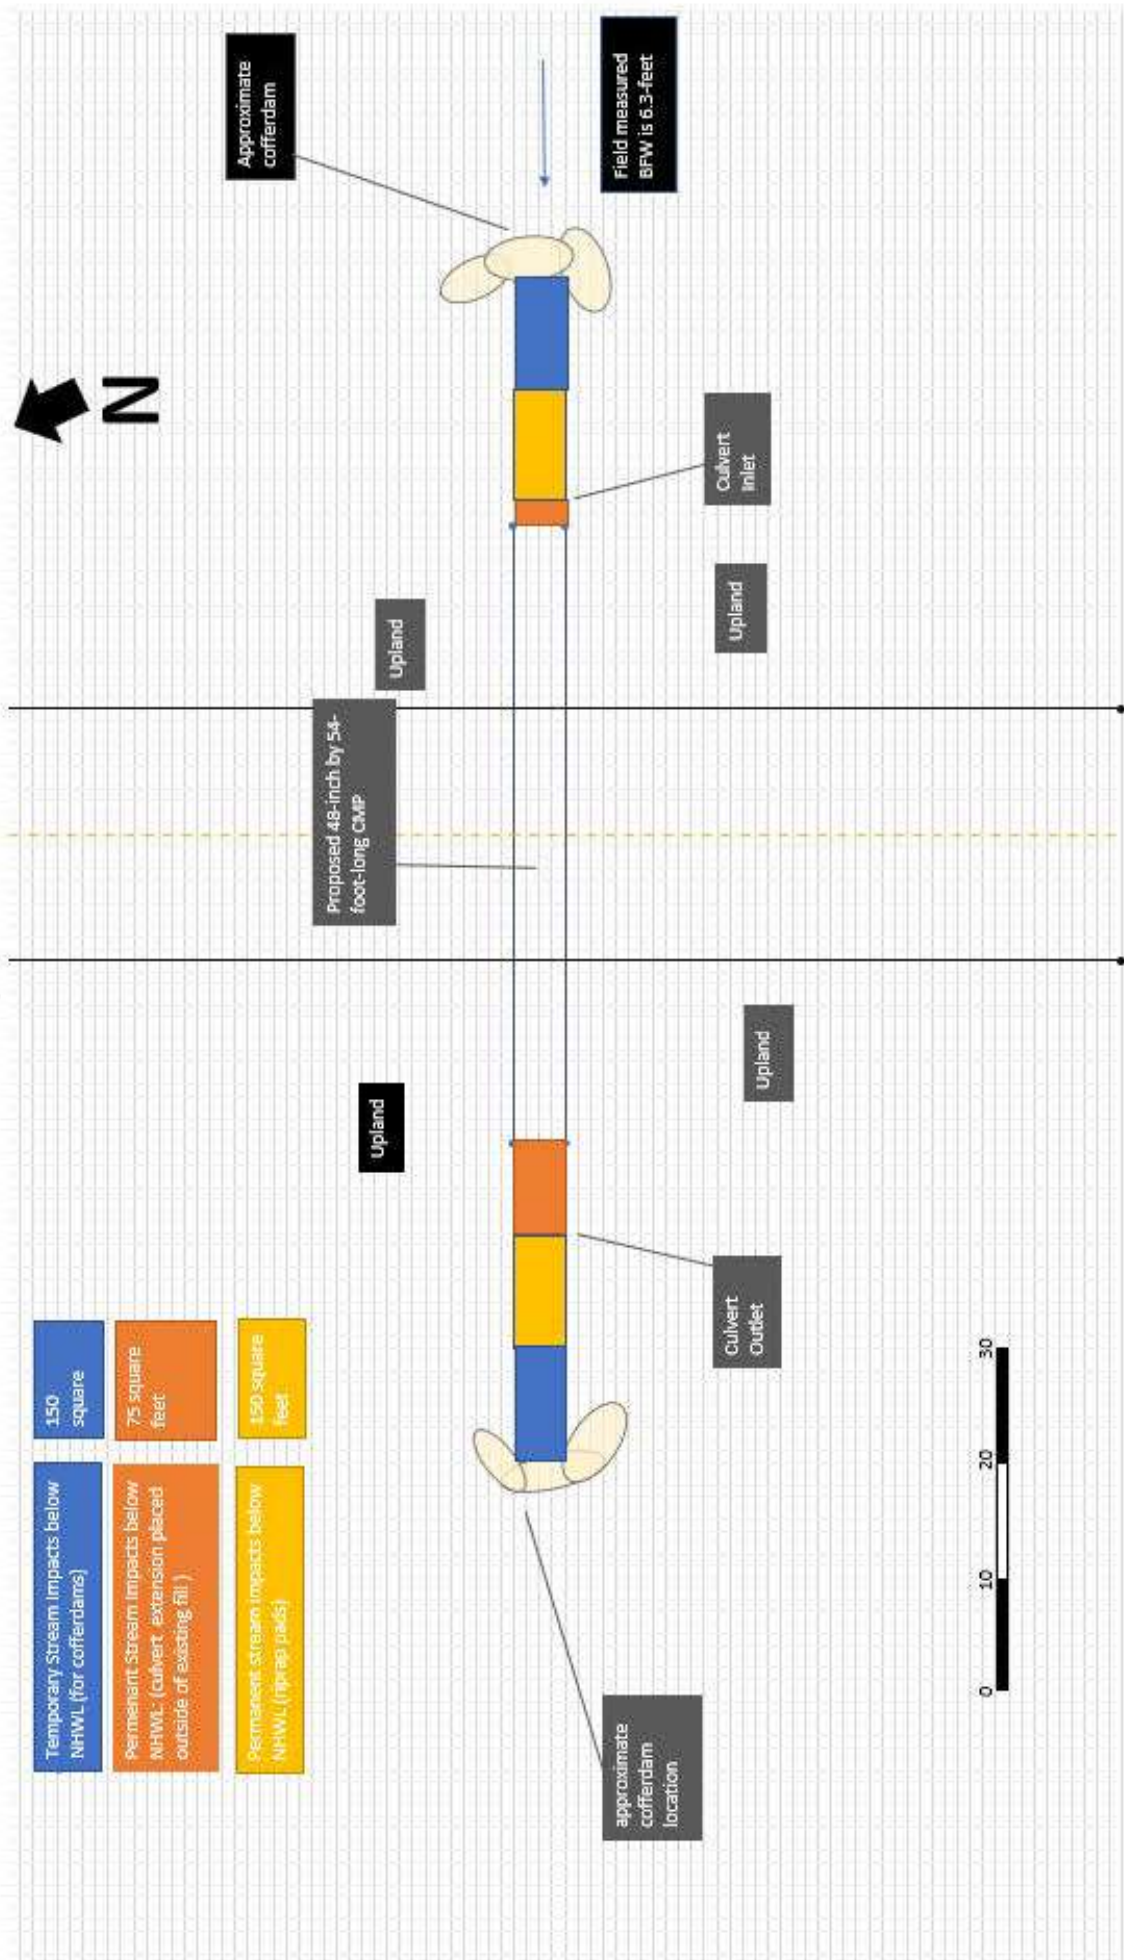 Temporary Stream Impacts below
NHWL (for cofferdams)
150
square
Permenant Stream Impacts below
NHWL: (culvert extension placed
outside of existing fill )
75 square
feet
Permanent stream impacts below
NHWL (riprap pads)
150 square
feet
N
Approximate
cofferdam
Field measured
BFW is 6.3-feet
Upland
Proposed 48-inch by 54-
foot-long CMP
Upland
Culvert
Inlet
Upland
Upland
Culvert
Outlet
approximate
cofferdam
location
0
10
20
30